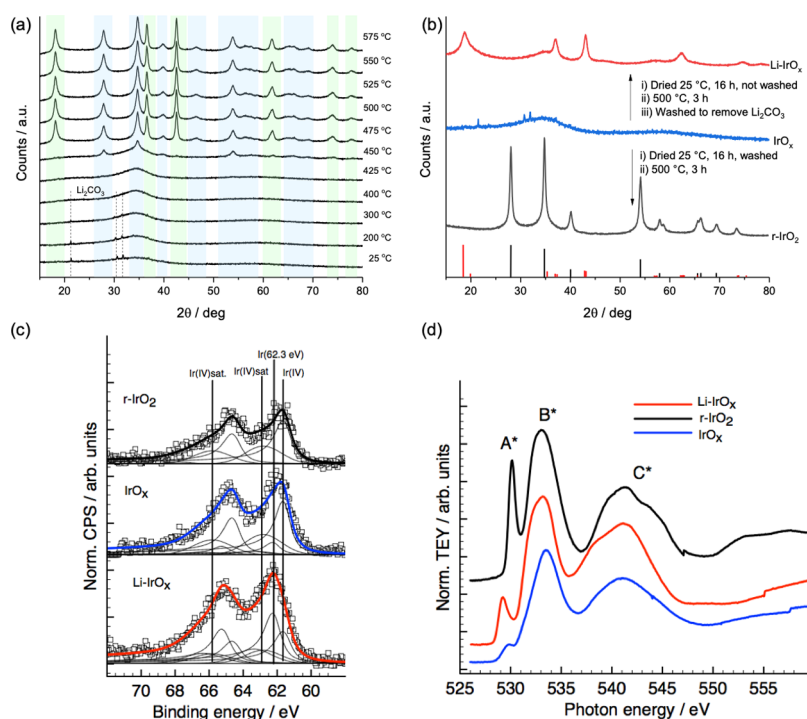 (a)
Counts / a.u.
575 °C
550 °C
525 °C
500 °C
475 °C
450 °C
425 °C
400 °C
300 °C
200 °C
25 °C
Li₂CO₃
20 30 40 50 60 70 80
2θ / deg
(b)
Counts / a.u.
Li-IrOₓ
i) Dried 25 °C, 16 h, not washed
ii) 500 °C, 3 h
iii) Washed to remove Li₂CO₃
IrOₓ
i) Dried 25 °C, 16 h, washed
ii) 500 °C, 3 h
r-IrO₂
20 30 40 50 60 70 80
2θ / deg
(c)
Norm. CPS / arb. units
Ir(62.3 eV)
Ir(IV)sat. Ir(IV)sat Ir(IV)
r-IrO₂
IrOₓ
Li-IrOₓ
70 68 66 64 62 60
Binding energy / eV
(d)
Norm. TEY / arb. units
Li-IrOₓ
r-IrO₂
IrOₓ
A*
B*
C*
525 530 535 540 545 550 555
Photon energy / eV